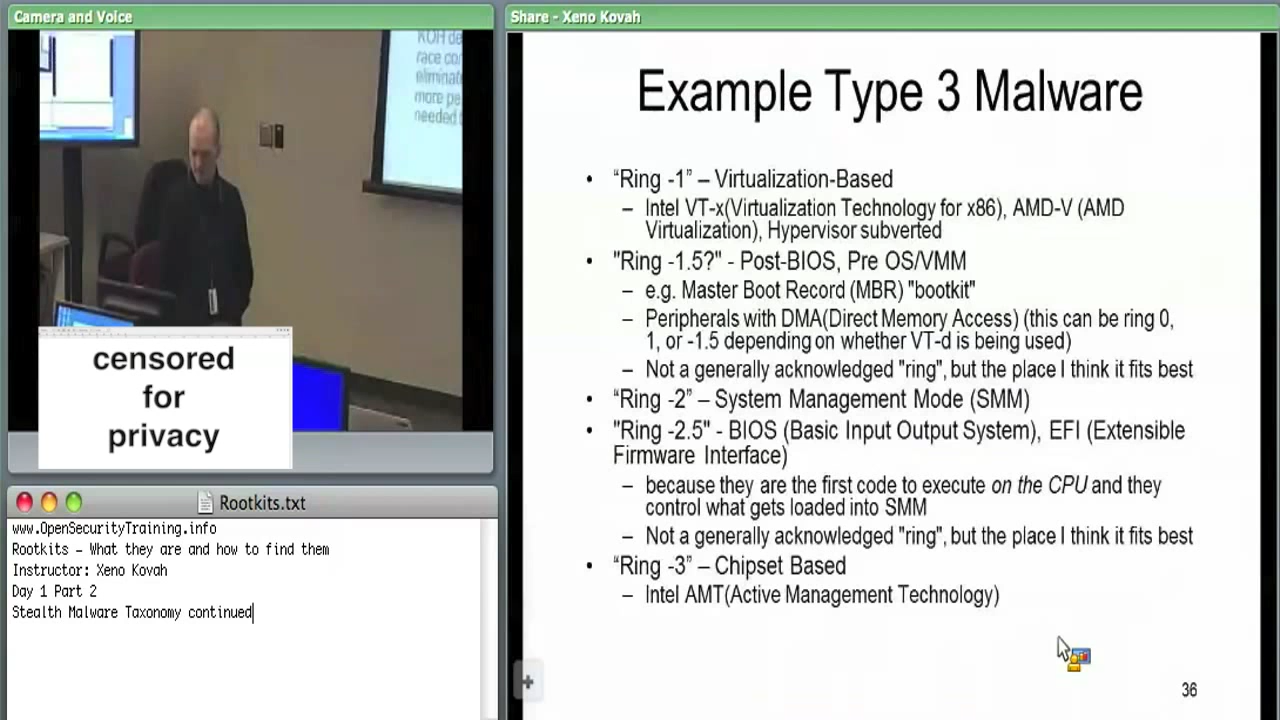 Camera and Voice
KOH de
race co
eliminat
more pe
needed
censored
for
privacy
Rootkits.txt
www.OpenSecurityTraining.info
Rootkits - What they are and how to find them
Instructor: Xeno Kovah
Day 1 Part 2
Stealth Malware Taxonomy continued
Share - Xeno Kovah
Example Type 3 Malware
• “Ring -1” – Virtualization-Based
– Intel VT-x(Virtualization Technology for x86), AMD-V (AMD
Virtualization), Hypervisor subverted
• "Ring -1.5?" - Post-BIOS, Pre OS/VMM
– e.g. Master Boot Record (MBR) "bootkit"
– Peripherals with DMA(Direct Memory Access) (this can be ring 0,
1, or -1.5 depending on whether VT-d is being used)
– Not a generally acknowledged "ring", but the place I think it fits best
• “Ring -2” – System Management Mode (SMM)
• "Ring -2.5" - BIOS (Basic Input Output System), EFI (Extensible
Firmware Interface)
– because they are the first code to execute on the CPU and they
control what gets loaded into SMM
– Not a generally acknowledged "ring", but the place I think it fits best
• “Ring -3” – Chipset Based
– Intel AMT(Active Management Technology)
36